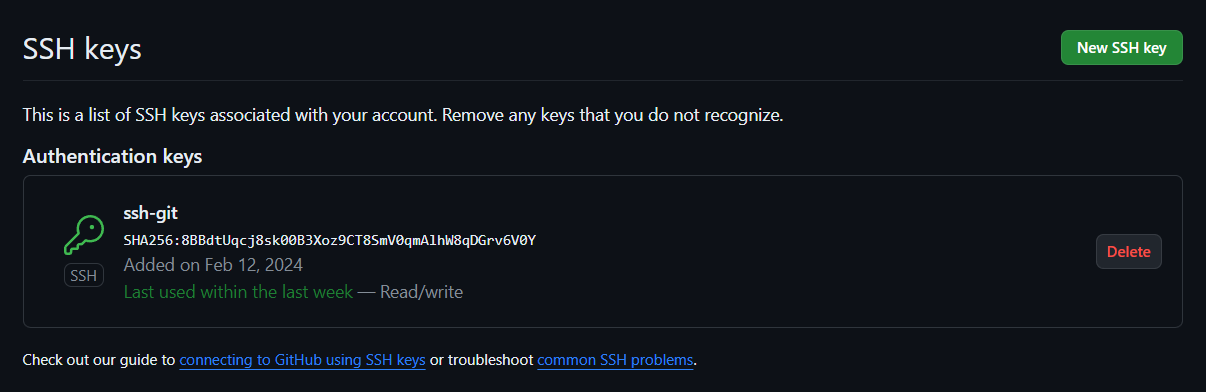 SSH keys
New SSH key
This is a list of SSH keys associated with your account. Remove any keys that you do not recognize.
Authentication keys
ssh-git
SHA256:8BBdtUqcj8sk00B3Xoz9CT8SmV0qmAlhW8qDGrv6V0Y
SSH
Added on Feb 12, 2024
Last used within the last week — Read/write
Delete
Check out our guide to connecting to GitHub using SSH keys or troubleshoot common SSH problems.